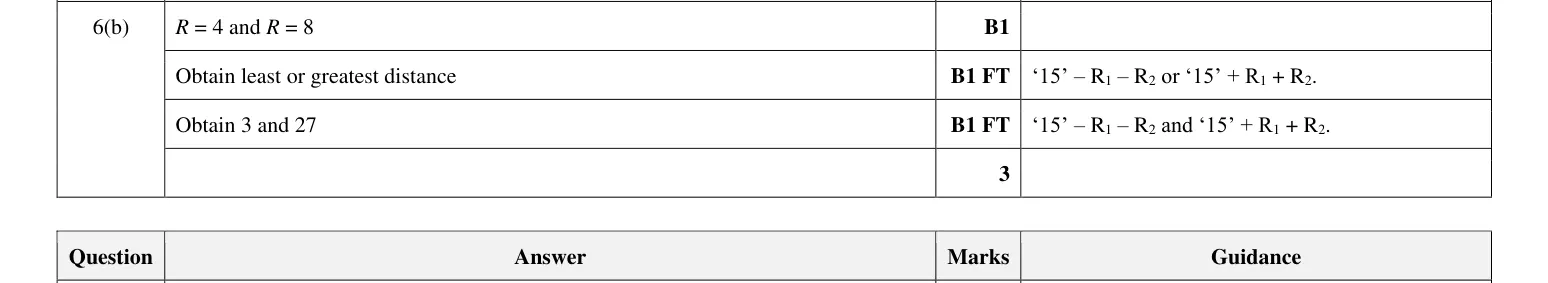 6(b) R = 4 and R = 8 B1
Obtain least or greatest distance B1 FT ‘15’ – R₁ – R₂ or ‘15’ + R₁ + R₂.
Obtain 3 and 27 B1 FT ‘15’ – R₁ – R₂ and ‘15’ + R₁ + R₂.
3
Question Answer Marks Guidance